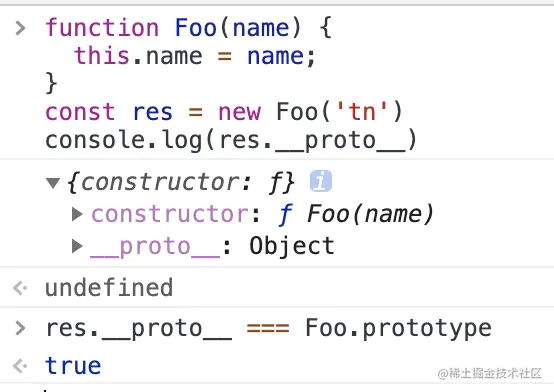 function Foo(name) {
  this.name = name;
}
const res = new Foo('tn')
console.log(res.__proto__)
{constructor: ƒ} i
constructor: ƒ Foo(name)
__proto__: Object
undefined
res.__proto__ === Foo.prototype
true
@稀土掘金技术社区